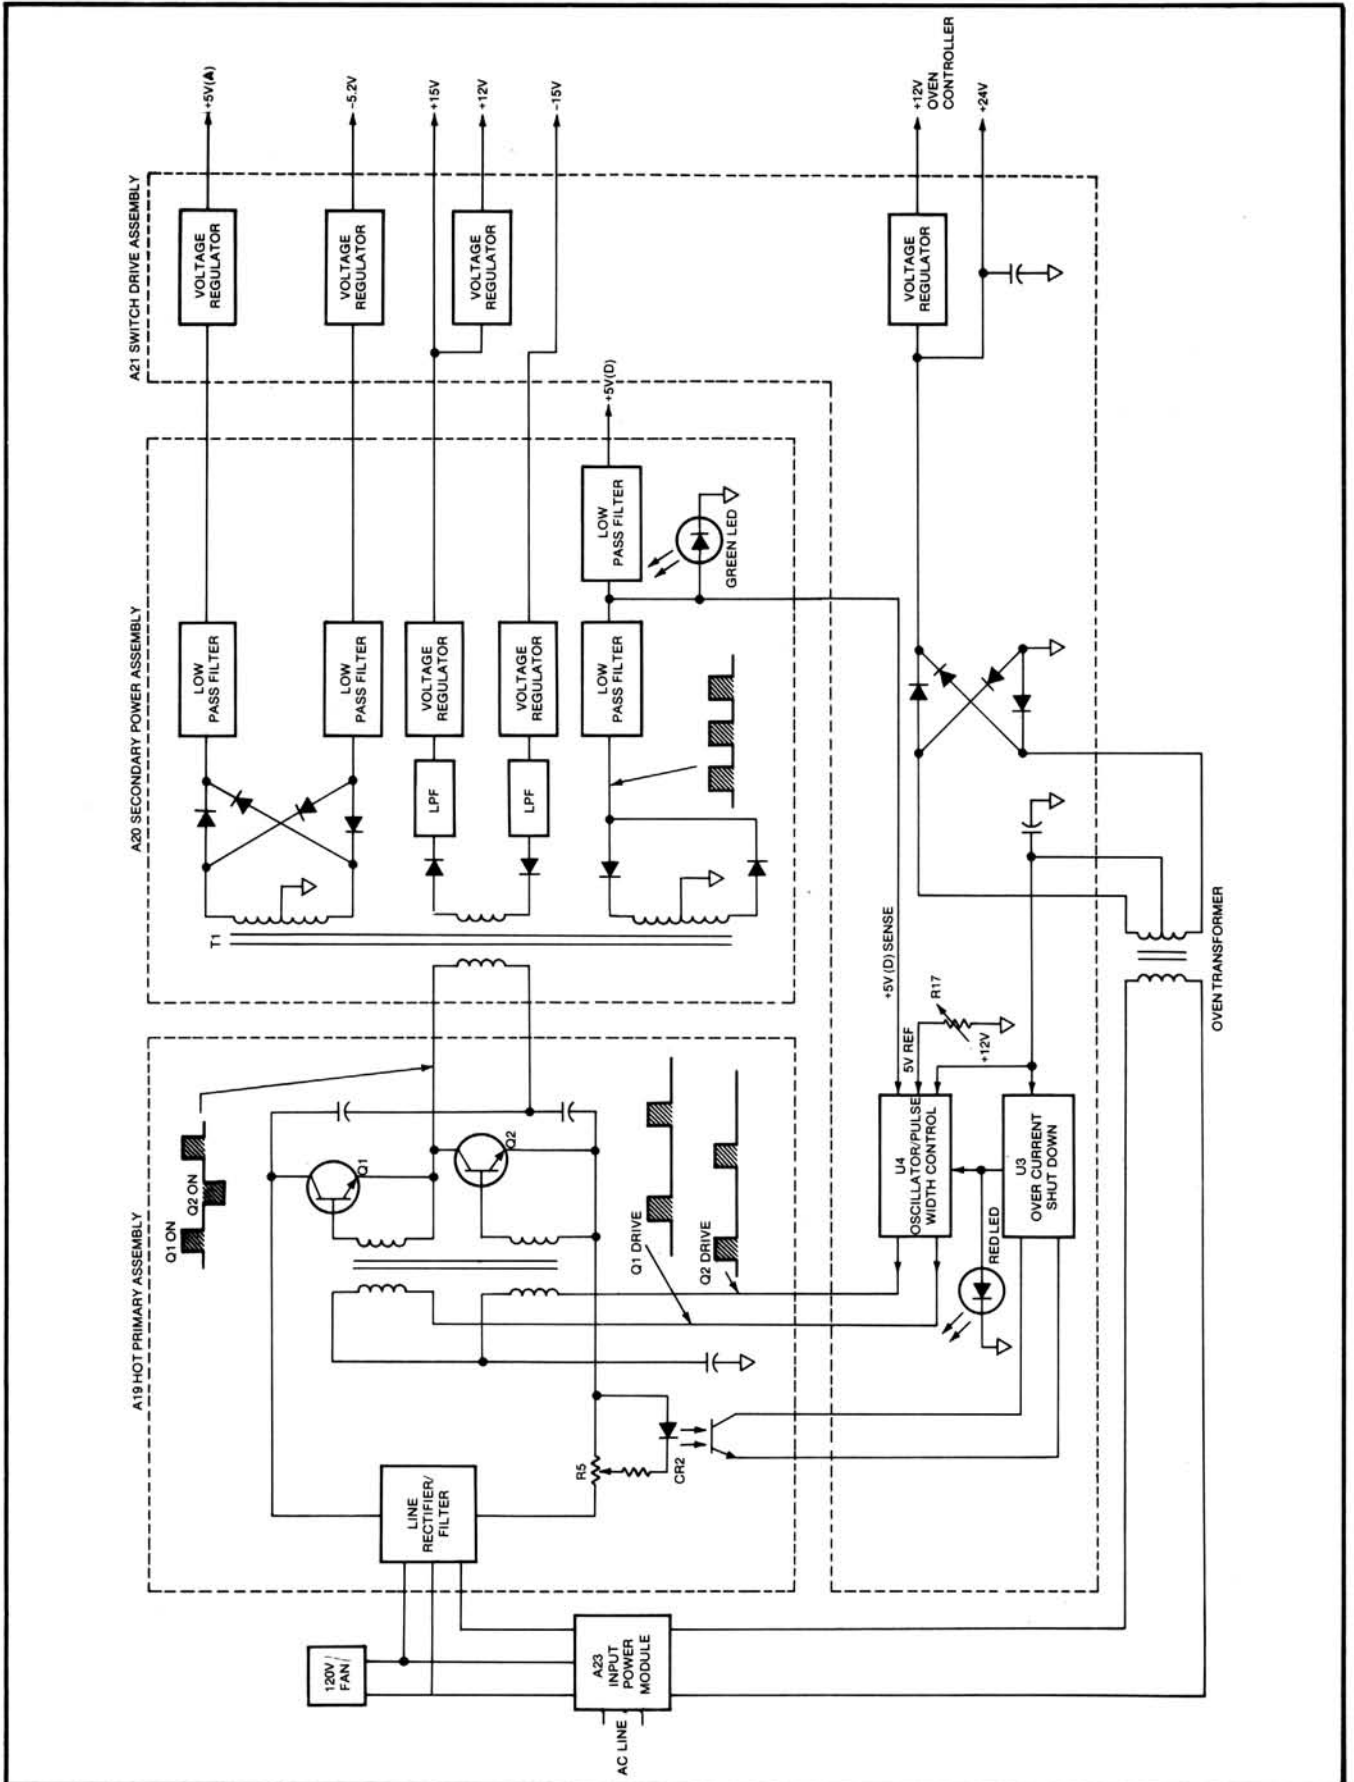 +5V(A)
-5.2V
+15V
+12V
-15V
+12V
OVEN
CONTROLLER
+24V
A21 SWITCH DRIVE ASSEMBLY
VOLTAGE
REGULATOR
VOLTAGE
REGULATOR
VOLTAGE
REGULATOR
VOLTAGE
REGULATOR
A20 SECONDARY POWER ASSEMBLY
+5V(D)
LOW
PASS FILTER
GREEN LED
LOW
PASS FILTER
LOW
PASS FILTER
VOLTAGE
REGULATOR
VOLTAGE
REGULATOR
LOW
PASS FILTER
LPF
LPF
T1
+5V (D) SENSE
5V REF
R17
+12V
OVEN TRANSFORMER
A19 HOT PRIMARY ASSEMBLY
Q1 ON
Q2 ON
Q1
Q2
Q1 DRIVE
Q2 DRIVE
U4
OSCILLATOR/PULSE
WIDTH CONTROL
U3
OVER CURRENT
SHUT DOWN
RED LED
R5
CR2
LINE
RECTIFIER/
FILTER
120V/
FAN/
A23
INPUT
POWER
MODULE
AC LINE